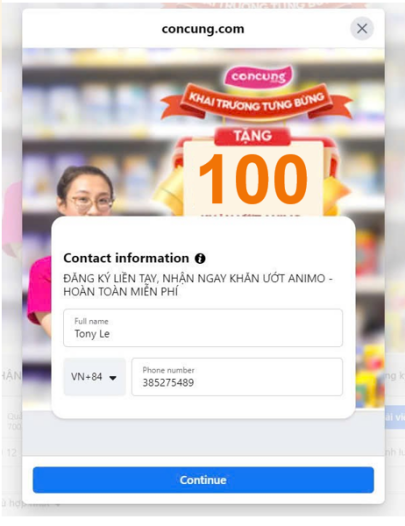 concung.com
concung
KHAI TRƯƠNG TƯNG BỪNG
TẶNG
100
Contact information
ĐĂNG KÝ LIỀN TAY, NHẬN NGAY KHĂN ƯỚT ANIMO -
HOÀN TOÀN MIỄN PHÍ
Full name
Tony Le
VN+84
Phone number
385275489
Continue